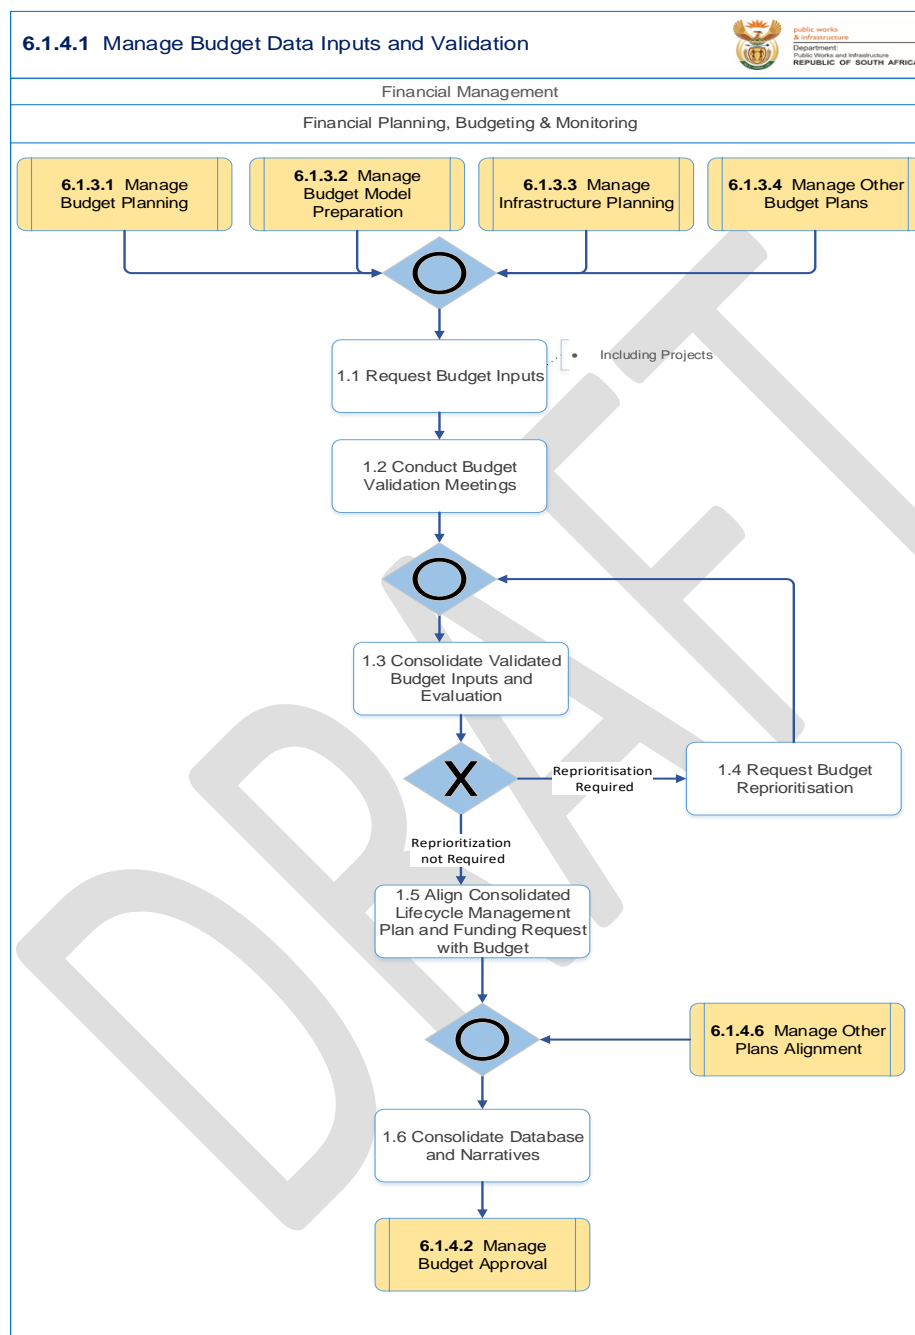 6.1.4.1 Manage Budget Data Inputs and Validation
public works
& infrastructure
Department:
Public Works and Infrastructure
REPUBLIC OF SOUTH AFRICA
Financial Management
Financial Planning, Budgeting & Monitoring
6.1.3.1 Manage
Budget Planning
6.1.3.2 Manage
Budget Model
Preparation
6.1.3.3 Manage
Infrastructure Planning
6.1.3.4 Manage Other
Budget Plans
1.1 Request Budget Inputs
• Including Projects
1.2 Conduct Budget
Validation Meetings
1.3 Consolidate Validated
Budget Inputs and
Evaluation
X
Reprioritisation
Required
1.4 Request Budget
Reprioritisation
Reprioritization
not Required
1.5 Align Consolidated
Lifecycle Management
Plan and Funding Request
with Budget
6.1.4.6 Manage Other
Plans Alignment
1.6 Consolidate Database
and Narratives
6.1.4.2 Manage
Budget Approval
DRAFT